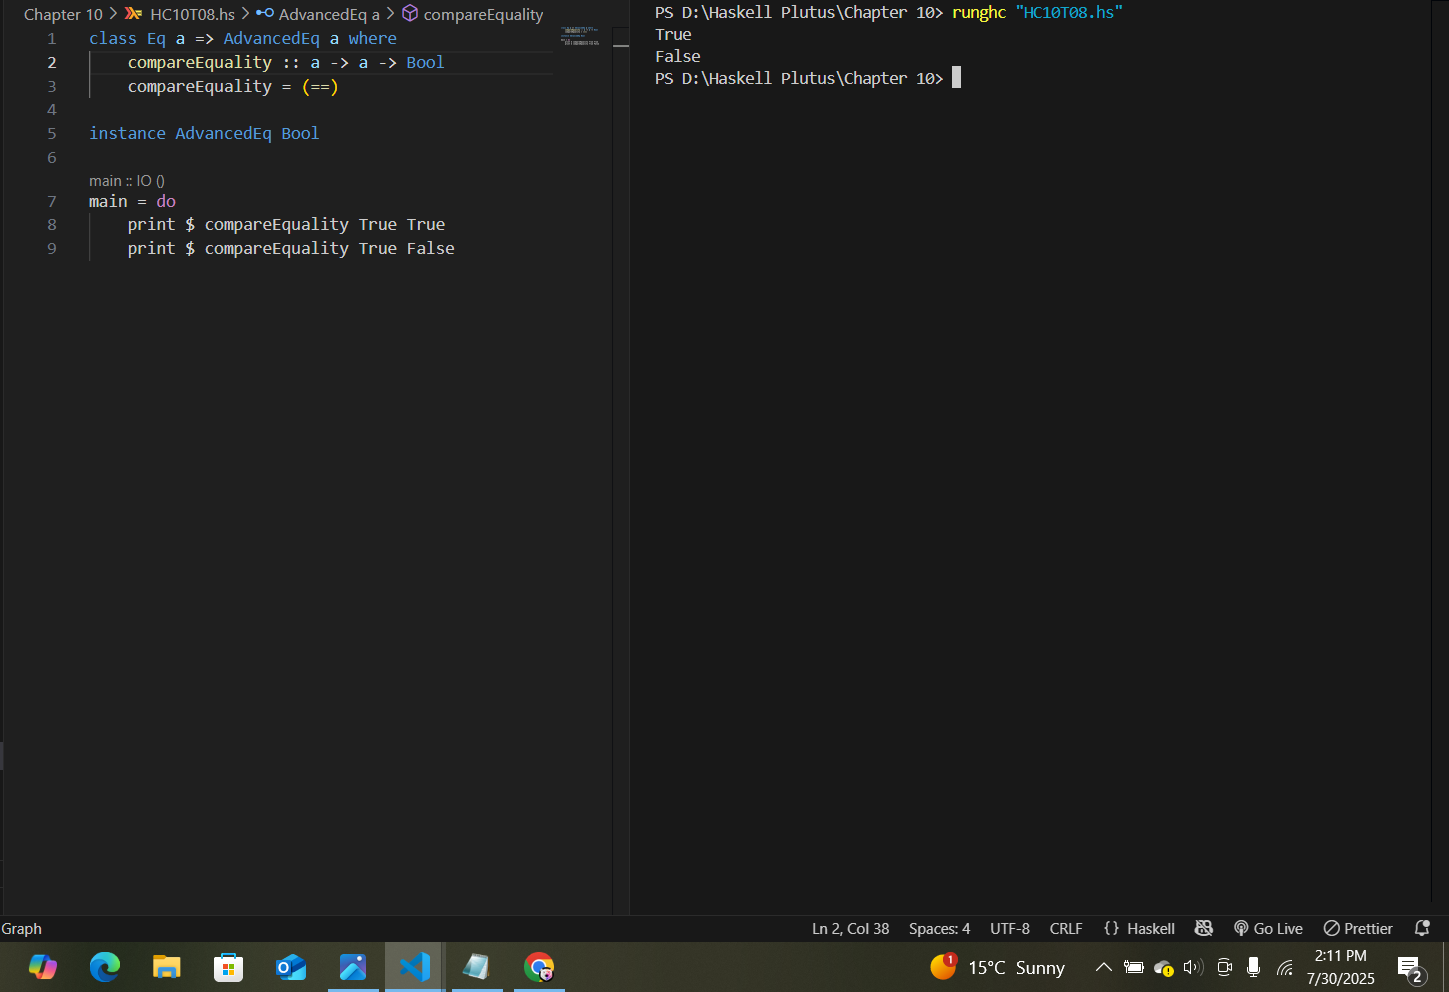 Chapter 10 > HC10T08.hs > AdvancedEq a > compareEquality
1 class Eq a => AdvancedEq a where
2 compareEquality :: a -> a -> Bool
3 compareEquality = (==)
4
5 instance AdvancedEq Bool
6
main :: IO ()
7 main = do
8 print $ compareEquality True True
9 print $ compareEquality True False
PS D:\Haskell Plutus\Chapter 10> runghc "HC10T08.hs"
True
False
PS D:\Haskell Plutus\Chapter 10>
Graph
Ln 2, Col 38 Spaces: 4 UTF-8 CRLF {} Haskell Go Live Prettier
1 15°C Sunny
2:11 PM
7/30/2025
2